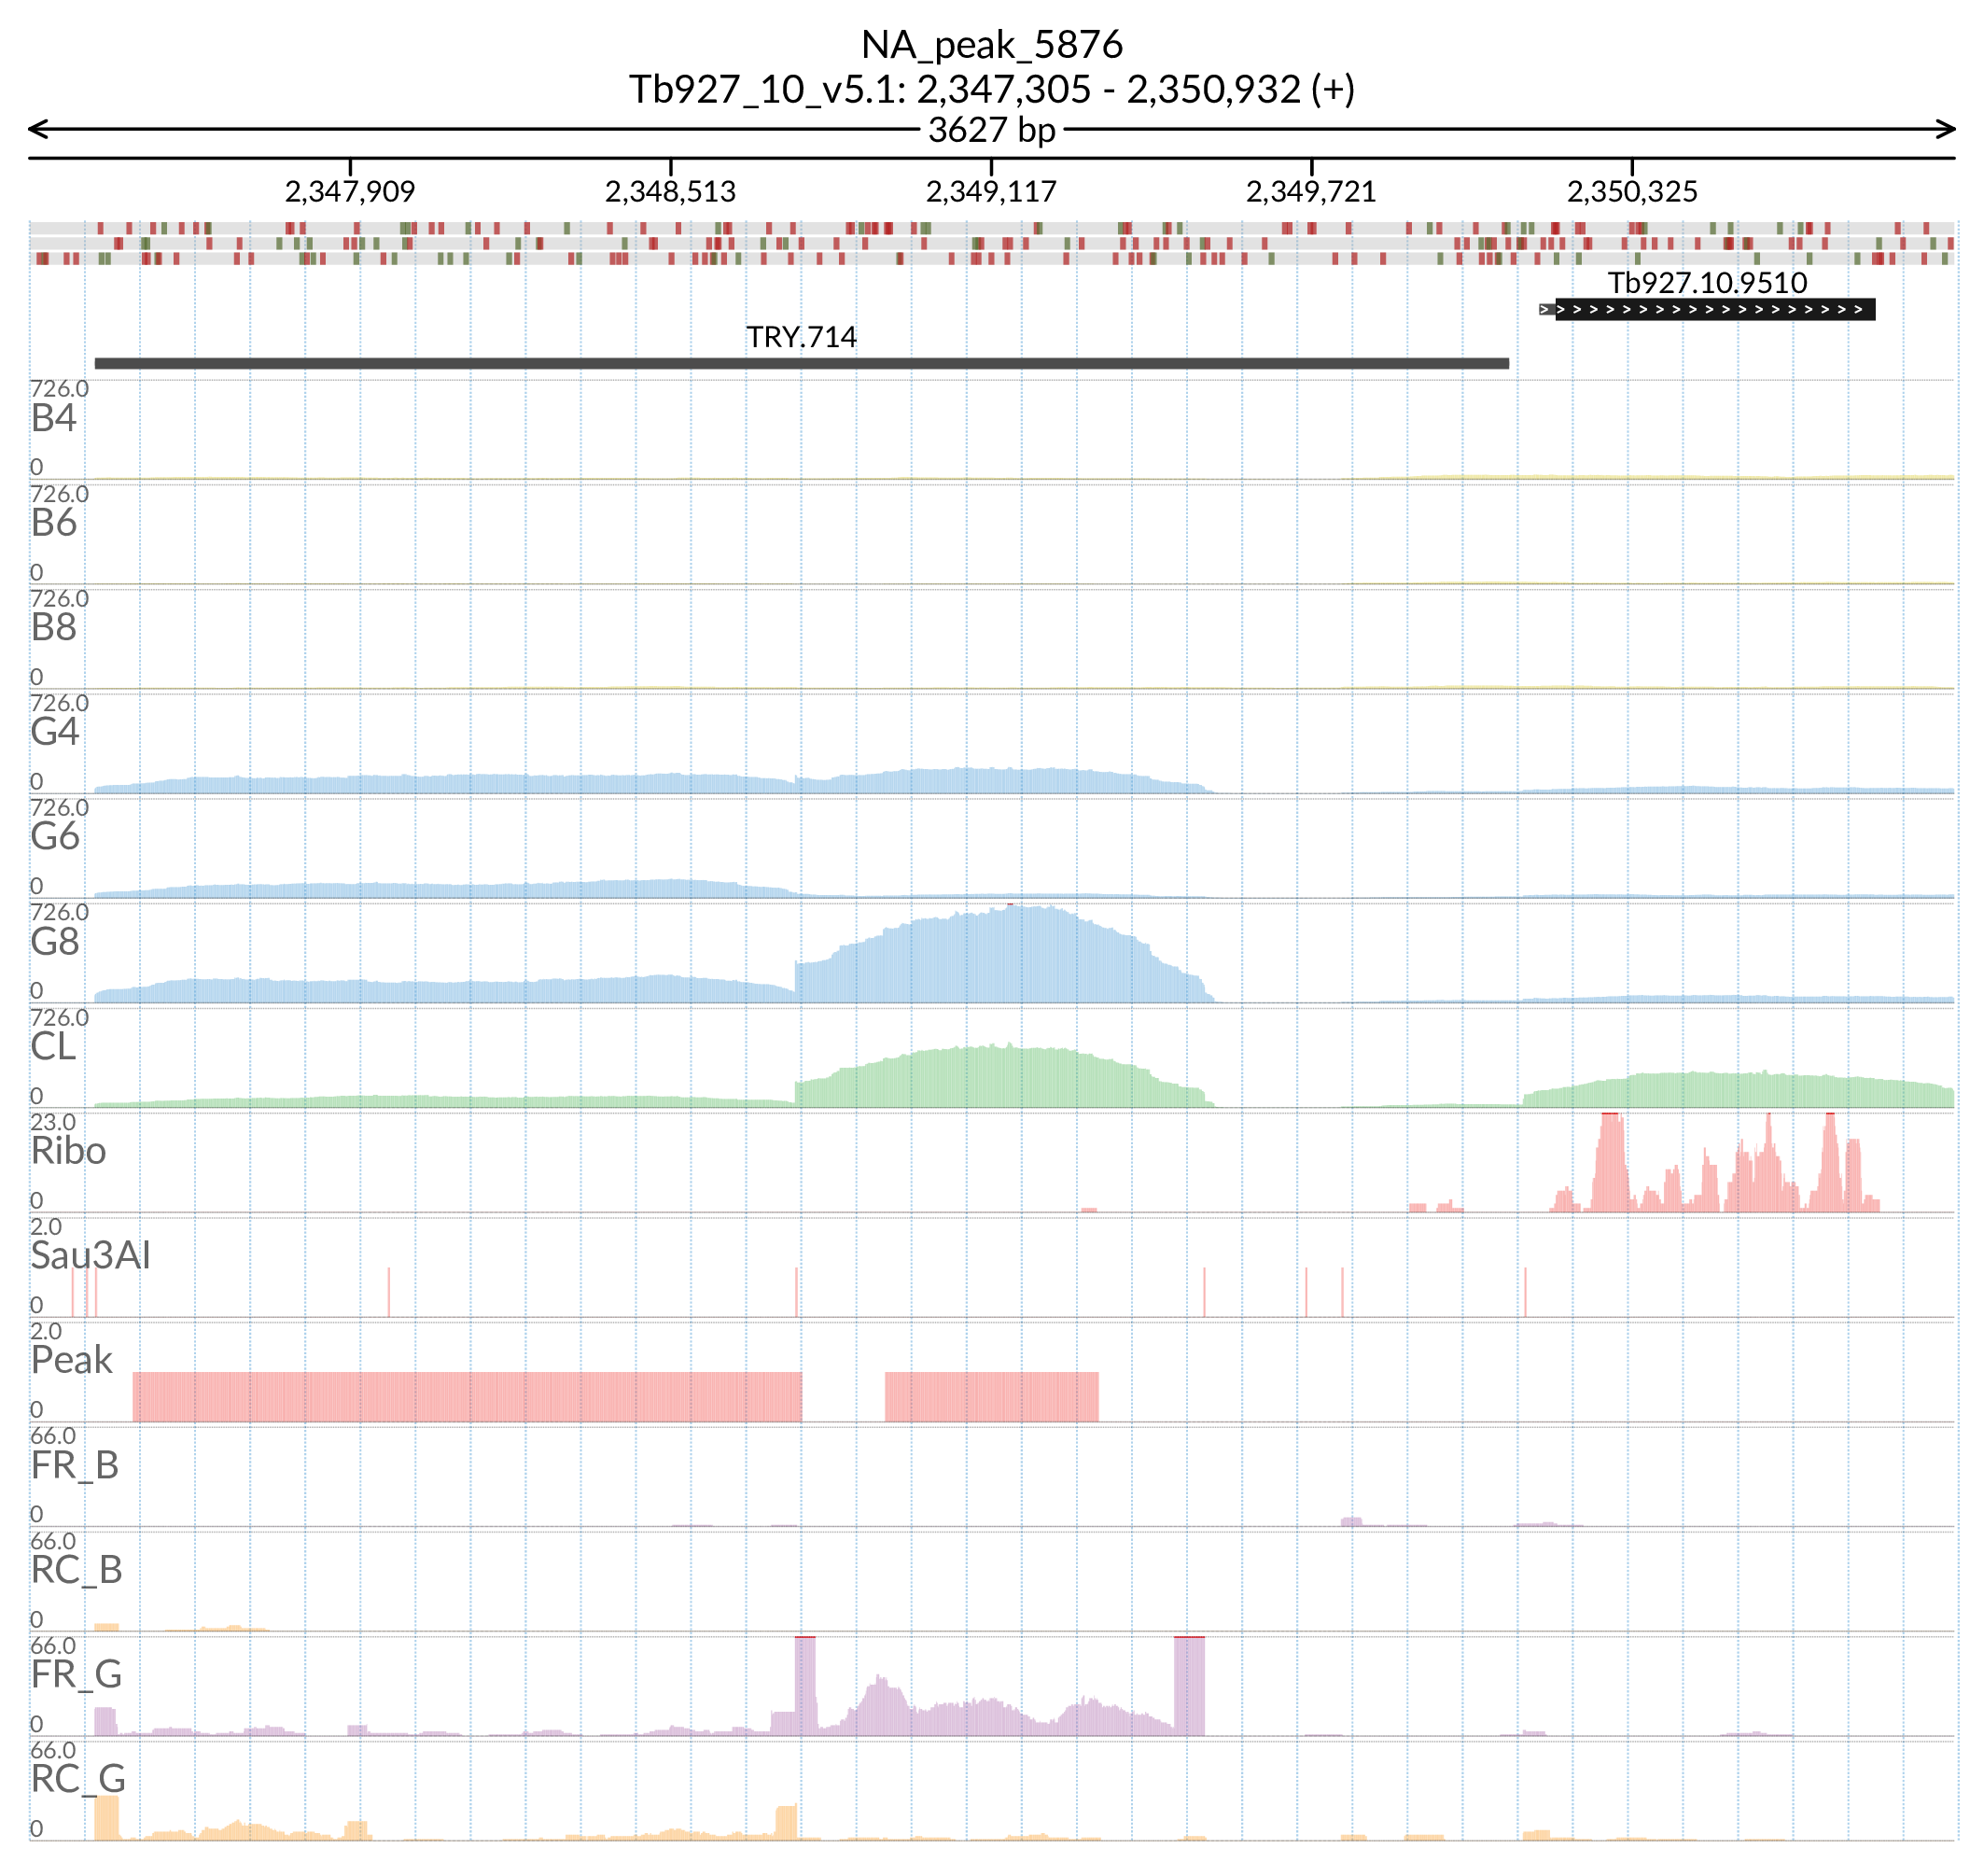 NA_peak_5876
Tb927_10_v5.1: 2,347,305 - 2,350,932 (+)
3627 bp
2,347,909 2,348,513 2,349,117 2,349,721 2,350,325
Tb927.10.9510
> > > > > > > > > > > > > > > > > > > >
TRY.714
726.0
B4
0
726.0
B6
0
726.0
B8
0
726.0
G4
0
726.0
G6
0
726.0
G8
0
726.0
CL
0
23.0
Ribo
0
2.0
Sau3AI
0
2.0
Peak
0
66.0
FR_B
0
66.0
RC_B
0
66.0
FR_G
0
66.0
RC_G
0